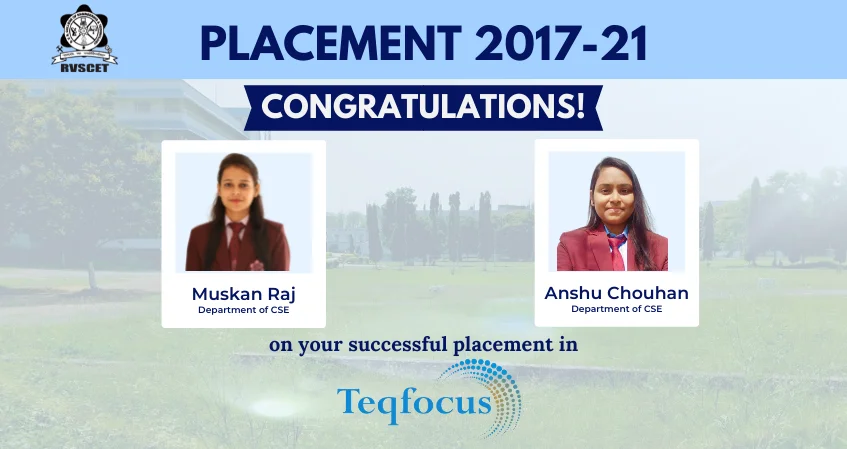 PLACEMENT 2017-21
RVSCET
CONGRATULATIONS!
Muskan Raj
Department of CSE
Anshu Chouhan
Department of CSE
on your successful placement in
Teqfocus